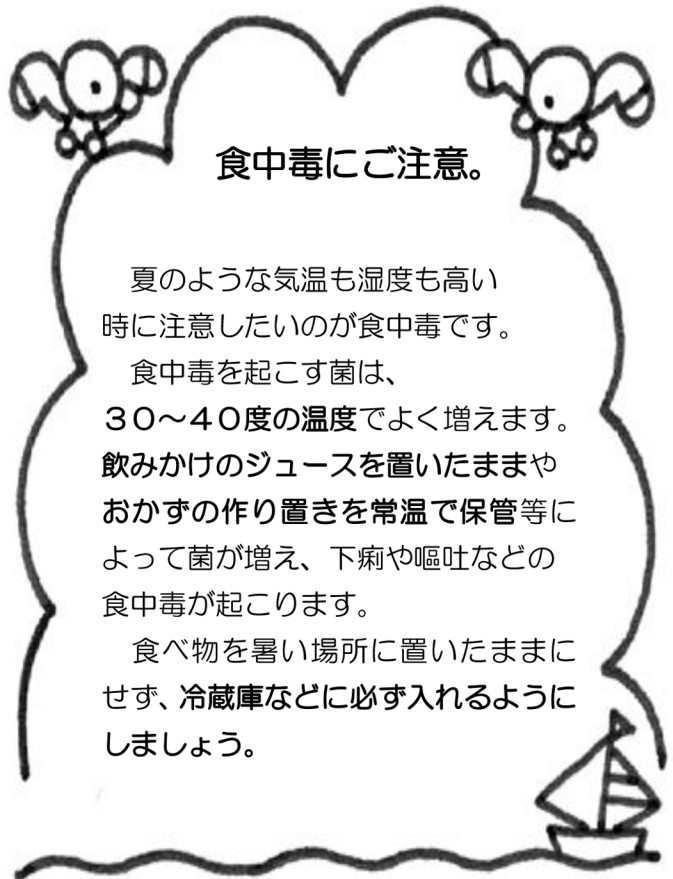 食中毒にご注意。
　夏のような気温も湿度も高い
時に注意したいのが食中毒です。
　食中毒を起こす菌は、
３０～４０度の温度でよく増えます。
飲みかけのジュースを置いたままや
おかずの作り置きを常温で保管等に
よって菌が増え、下痢や嘔吐などの
食中毒が起こります。
　食べ物を暑い場所に置いたままに
せず、冷蔵庫などに必ず入れるように
しましょう。